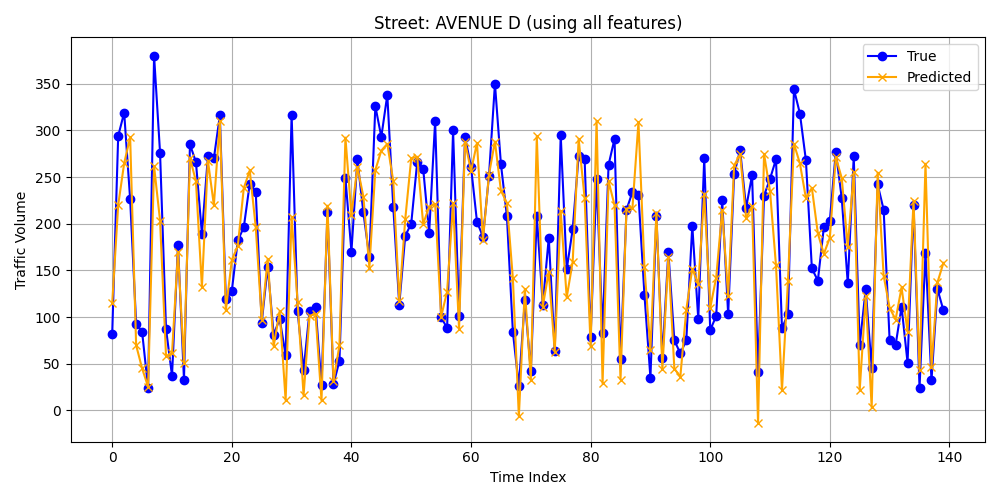 Street: AVENUE D (using all features)
True
Predicted
Traffic Volume
350
300
250
200
150
100
50
0
0 20 40 60 80 100 120 140
Time Index